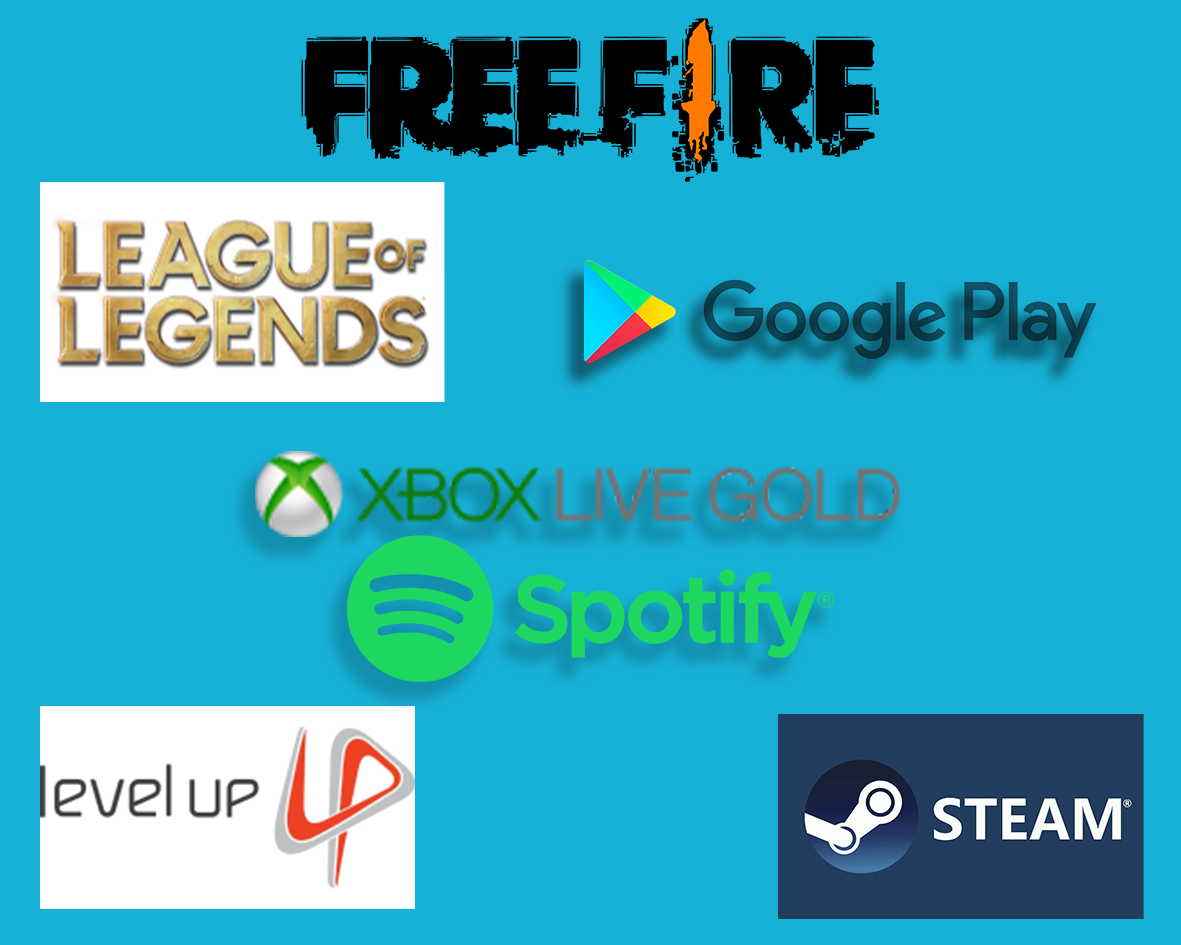 FREE FIRE
LEAGUE OF
LEGENDS
Google Play
XBOX LIVE GOLD
Spotify®
level up
STEAM®